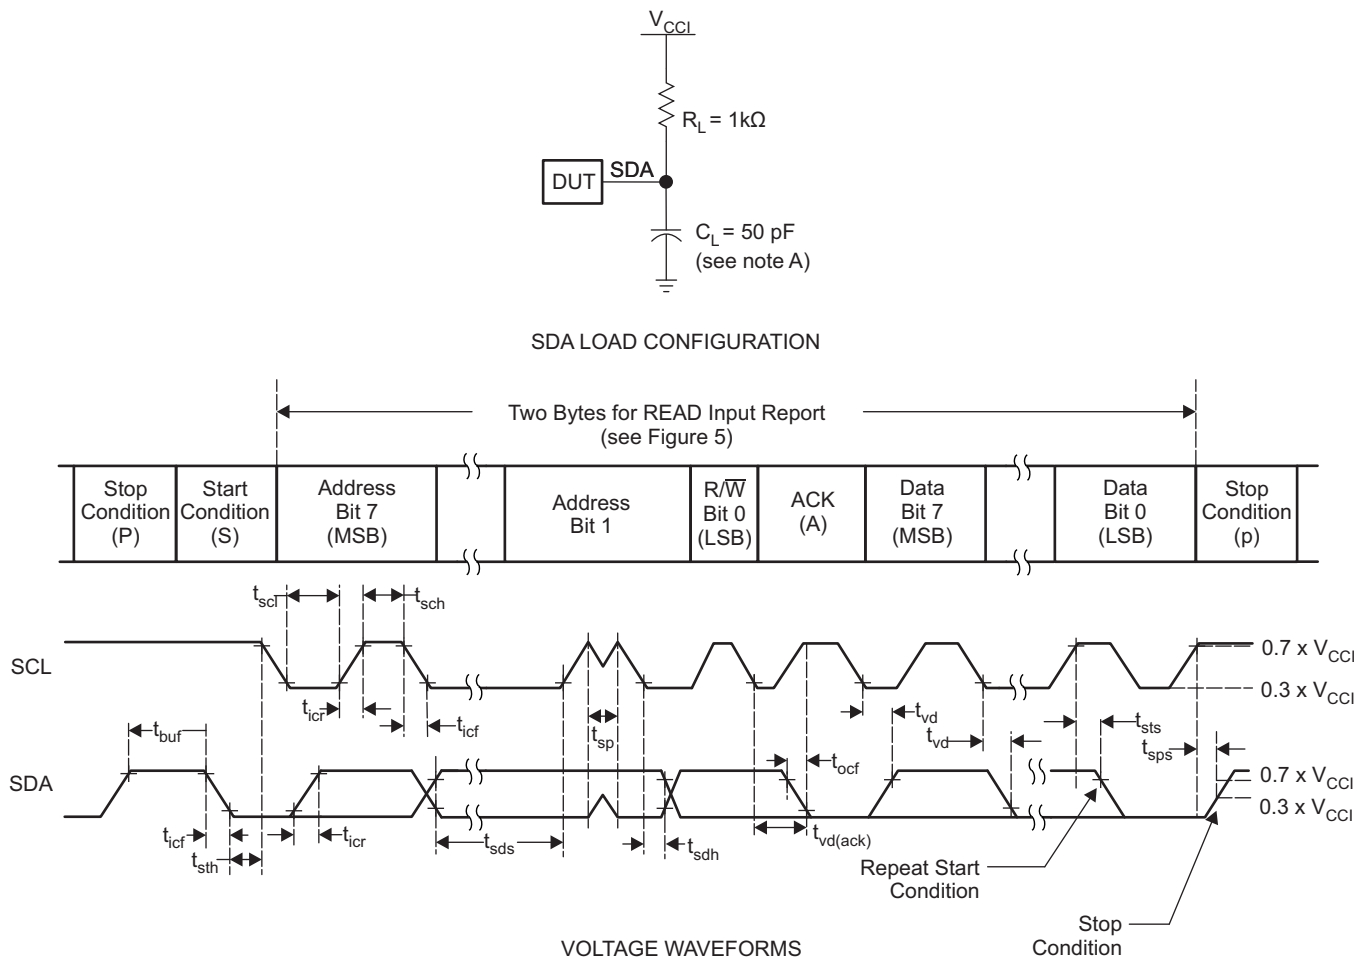 V_CCI
R_L = 1kΩ
DUT
SDA
C_L = 50 pF
(see note A)
SDA LOAD CONFIGURATION
Two Bytes for READ Input Report
(see Figure 5)
Stop
Condition
(P)
Start
Condition
(S)
Address
Bit 7
(MSB)
Address
Bit 1
R/W̅
Bit 0
(LSB)
ACK
(A)
Data
Bit 7
(MSB)
Data
Bit 0
(LSB)
Stop
Condition
(p)
t_scl
t_sch
SCL
0.7 x V_CCI
0.3 x V_CCI
t_icr
t_icf
t_buf
t_sp
t_vd
t_vd
t_sts
t_sps
t_ocf
SDA
0.7 x V_CCI
0.3 x V_CCI
t_icf
t_icr
t_sth
t_sds
t_sdh
t_vd(ack)
Repeat Start
Condition
Stop
Condition
VOLTAGE WAVEFORMS